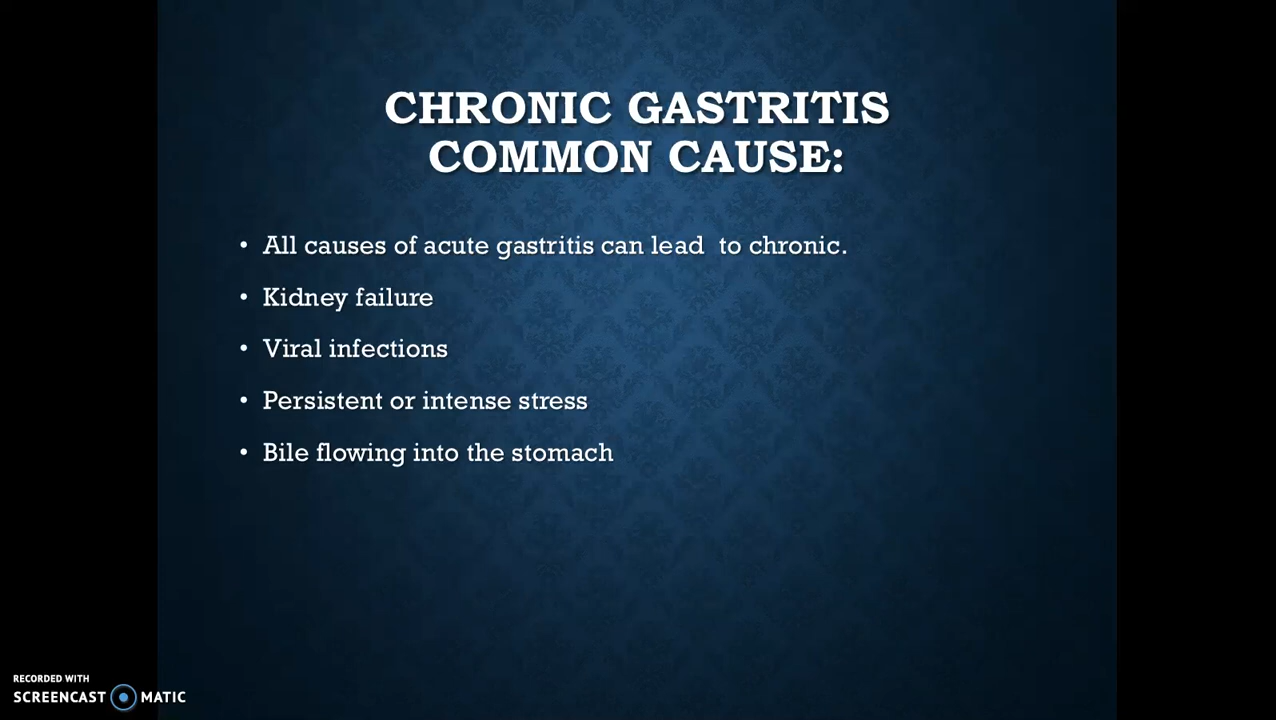 CHRONIC GASTRITIS
COMMON CAUSE:
• All causes of acute gastritis can lead  to chronic.
• Kidney failure
• Viral infections
• Persistent or intense stress
• Bile flowing into the stomach
RECORDED WITH
SCREENCAST MATIC